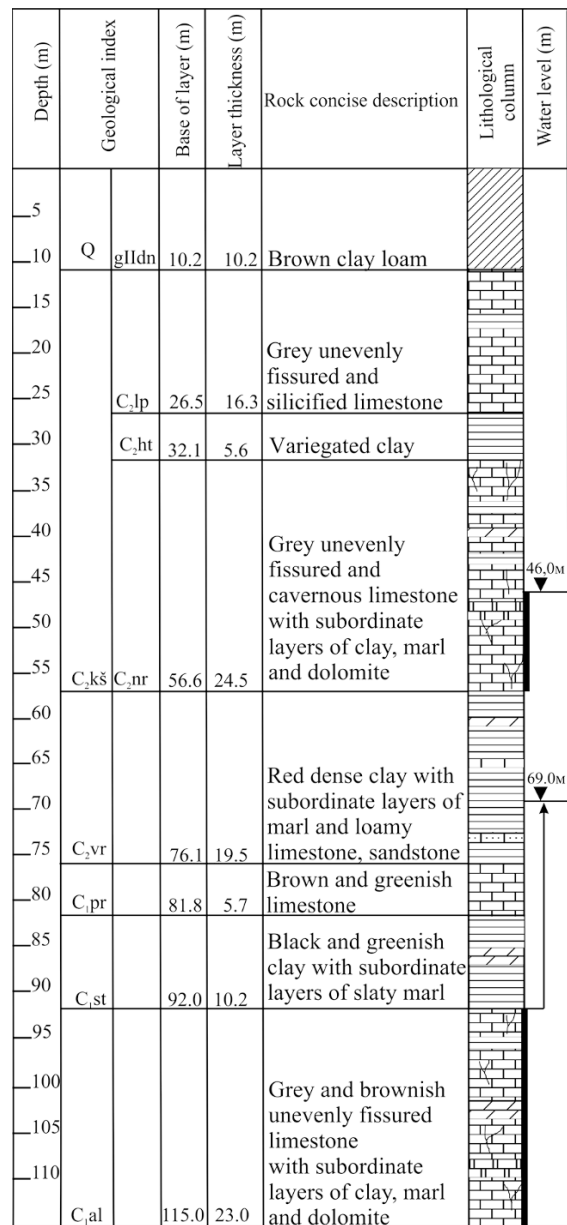 Depth (m)
Geological index
Base of layer (m)
Layer thickness (m)
Rock concise description
Lithological
column
Water level (m)
5
10
Q
gIIdn
10.2
10.2
Brown clay loam
15
20
25
Grey unevenly
fissured and
silicified limestone
C₂lp
26.5
16.3
30
C₂ht
32.1
5.6
Variegated clay
35
40
45
50
55
Grey unevenly
fissured and
cavernous limestone
with subordinate
layers of clay, marl
and dolomite
46,0м
C₂kš
C₂nr
56.6
24.5
60
65
70
75
Red dense clay with
subordinate layers of
marl and loamy
limestone, sandstone
69.0м
C₂vr
76.1
19.5
80
Brown and greenish
limestone
C₁pr
81.8
5.7
85
90
Black and greenish
clay with subordinate
layers of slaty marl
C₁st
92.0
10.2
95
100
105
110
Grey and brownish
unevenly fissured
limestone
with subordinate
layers of clay, marl
and dolomite
C₁al
115.0
23.0